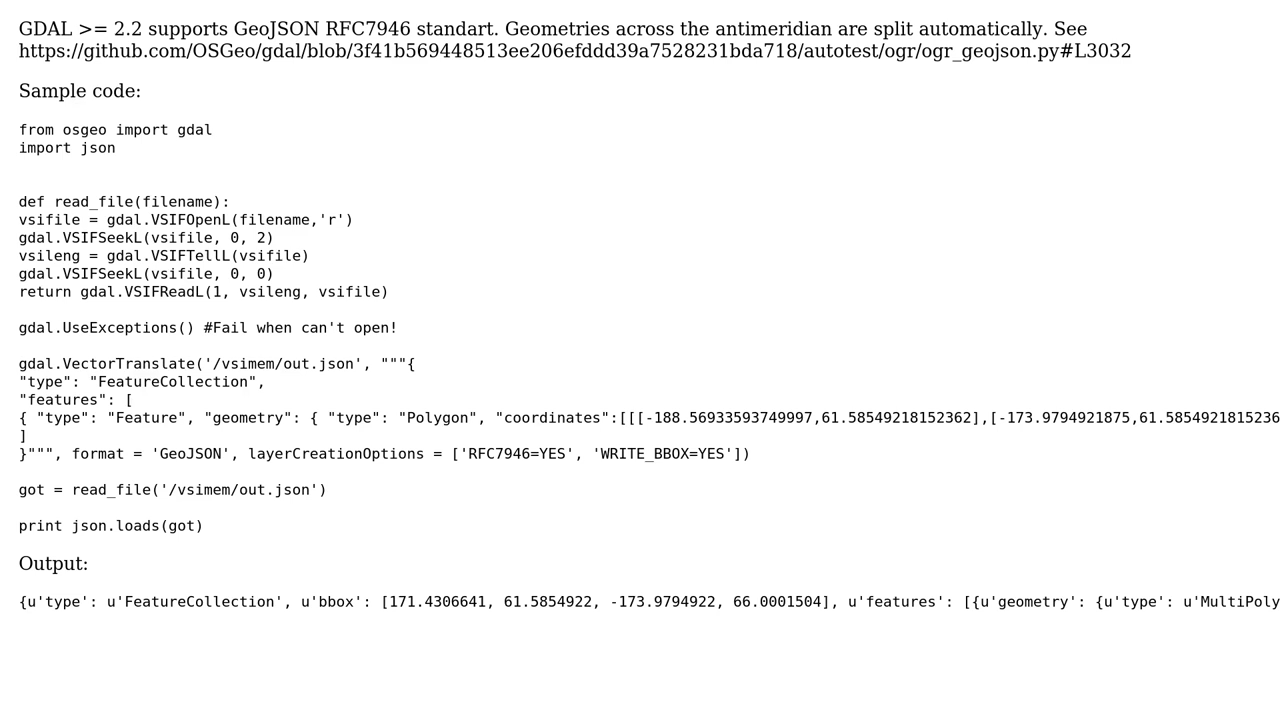 GDAL >= 2.2 supports GeoJSON RFC7946 standart. Geometries across the antimeridian are split automatically. See
https://github.com/OSGeo/gdal/blob/3f41b569448513ee206efddd39a7528231bda718/autotest/ogr/ogr_geojson.py#L3032
Sample code:
from osgeo import gdal
import json
def read_file(filename):
vsifile = gdal.VSIFOpenL(filename,'r')
gdal.VSIFSeekL(vsifile, 0, 2)
vsileng = gdal.VSIFTellL(vsifile)
gdal.VSIFSeekL(vsifile, 0, 0)
return gdal.VSIFReadL(1, vsileng, vsifile)
gdal.UseExceptions() #Fail when can't open!
gdal.VectorTranslate('/vsimem/out.json', """{
"type": "FeatureCollection",
"features": [
{ "type": "Feature", "geometry": { "type": "Polygon", "coordinates":[[[-188.56933593749997,61.58549218152362],[-173.9794921875,61.5854921815236
]
}""", format = 'GeoJSON', layerCreationOptions = ['RFC7946=YES', 'WRITE_BBOX=YES'])
got = read_file('/vsimem/out.json')
print json.loads(got)
Output:
{u'type': u'FeatureCollection', u'bbox': [171.4306641, 61.5854922, -173.9794922, 66.0001504], u'features': [{u'geometry': {u'type': u'MultiPoly